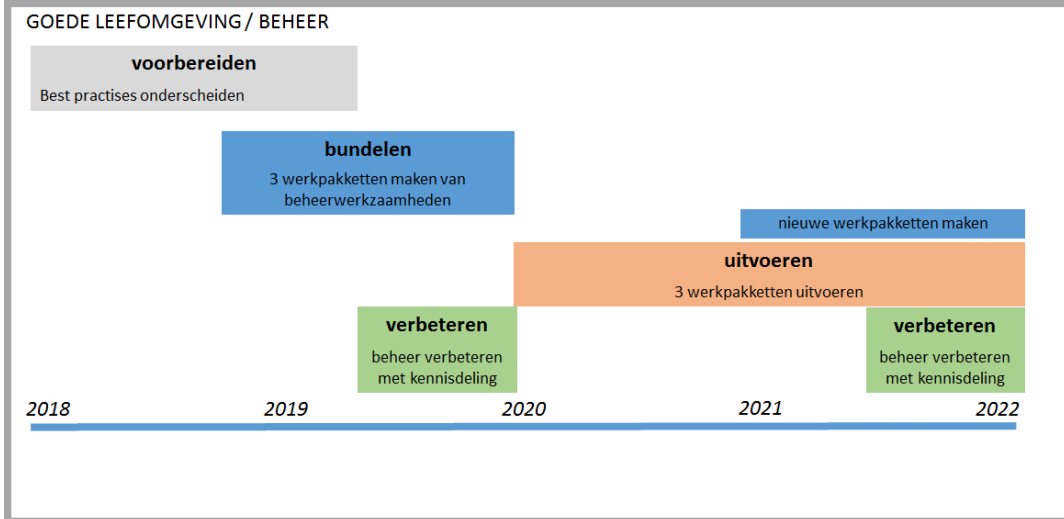 GOEDE LEEFOMGEVING / BEHEER
voorbereiden
Best practises onderscheiden
bundelen
3 werkpakketten maken van
beheerwerkzaamheden
nieuwe werkpakketten maken
uitvoeren
3 werkpakketten uitvoeren
verbeteren
beheer verbeteren
met kennisdeling
verbeteren
beheer verbeteren
met kennisdeling
2018 2019 2020 2021 2022